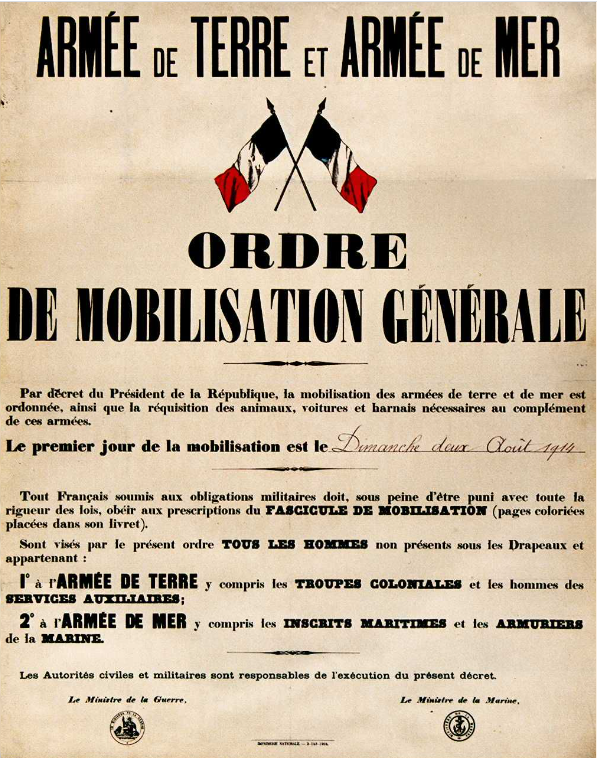 ARMÉE DE TERRE ET ARMÉE DE MER
ORDRE
DE MOBILISATION GÉNÉRALE
Par décret du Président de la République, la mobilisation des armées de terre et de mer est
ordonnée, ainsi que la réquisition des animaux, voitures et harnais nécessaires au complément
de ces armées.
Le premier jour de la mobilisation est le Dimanche deux Août 1914
Tout Français soumis aux obligations militaires doit, sous peine d'être puni avec toute la
rigueur des lois, obéir aux prescriptions du FASCICULE DE MOBILISATION (pages coloriées
placées dans son livret).
Sont visés par le présent ordre TOUS LES HOMMES non présents sous les Drapeaux et
appartenant :
1° à l'ARMÉE DE TERRE y compris les TROUPES COLONIALES et les hommes des
SERVICES AUXILIAIRES;
2° à l'ARMÉE DE MER y compris les INSCRITS MARITIMES et les ARMURIERS
de la MARINE.
Les Autorités civiles et militaires sont responsables de l'exécution du présent décret.
Le Ministre de la Guerre,
Le Ministre de la Marine,
IMPRIMERIE NATIONALE